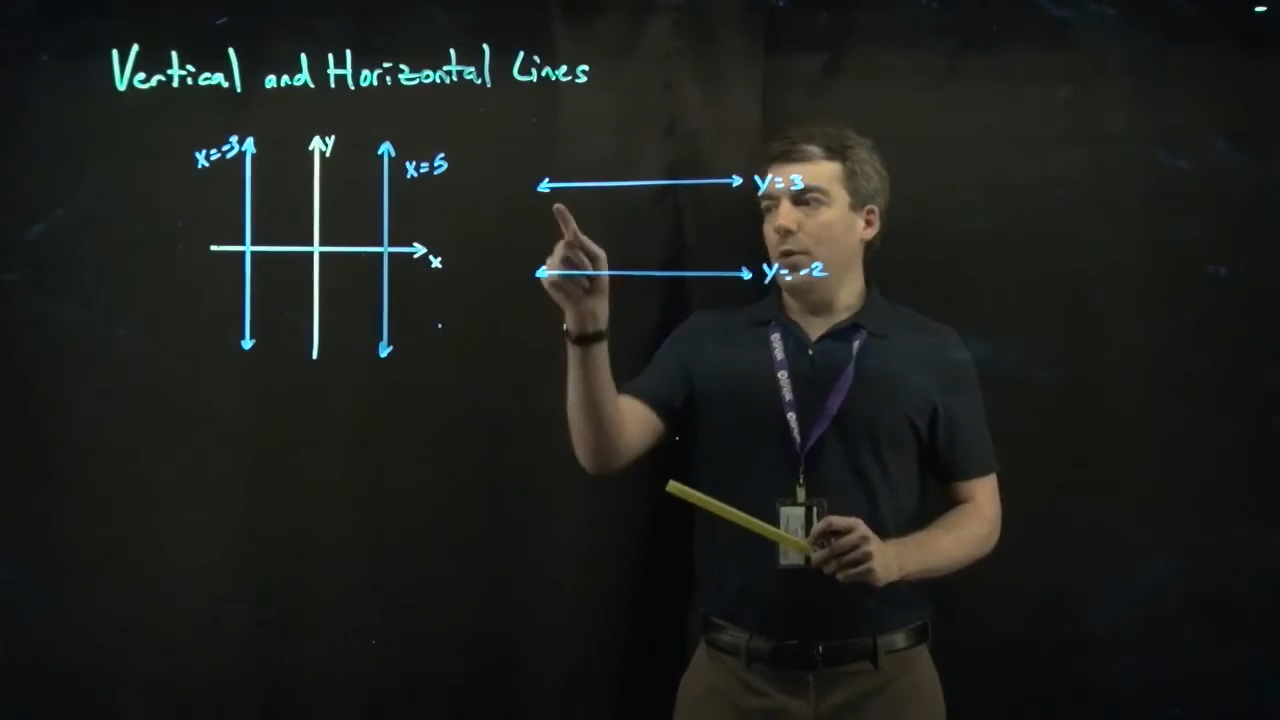 Vertical and Horizontal Lines
x=-3
y
x=5
x
y=3
y=-2